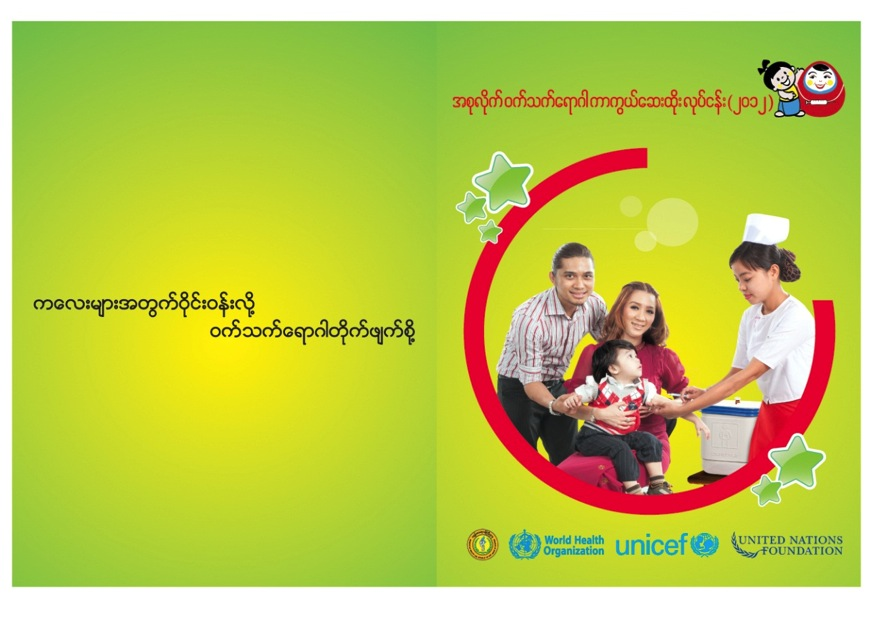 ကလေးများအတွက်ဝိုင်းဝန်းလို့
ဝက်သက်ရောဂါတိုက်ဖျက်စို့
အစုလိုက်ဝက်သက်ရောဂါကာကွယ်ဆေးထိုးလုပ်ငန်း(၂၀၁၂)
World Health
Organization
unicef
UNITED NATIONS
FOUNDATION